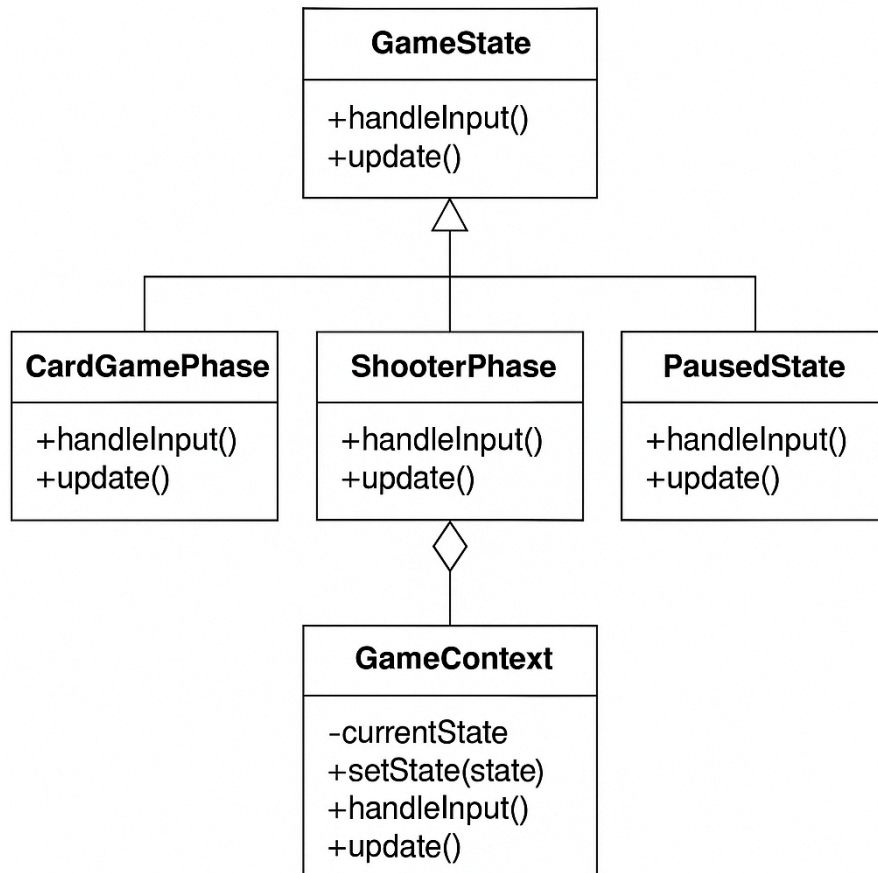 GameState
+handleInput()
+update()
CardGamePhase
+handleInput()
+update()
ShooterPhase
+handleInput()
+update()
PausedState
+handleInput()
+update()
GameContext
-currentState
+setState(state)
+handleInput()
+update()